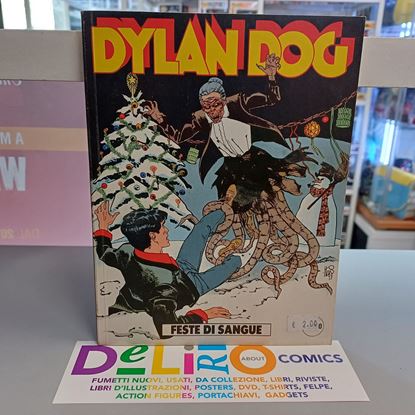 DYLAN DOG
FESTE DI SANGUE
€ 2.00
DELIRIO ABOUT COMICS
FUMETTI NUOVI, USATI, DA COLLEZIONE, LIBRI, RIVISTE,
LIBRI D'ILLUSTRAZIONI, POSTERS, DVD, T-SHIRTS, FELPE,
ACTION FIGURES, PORTACHIAVI, GADGETS